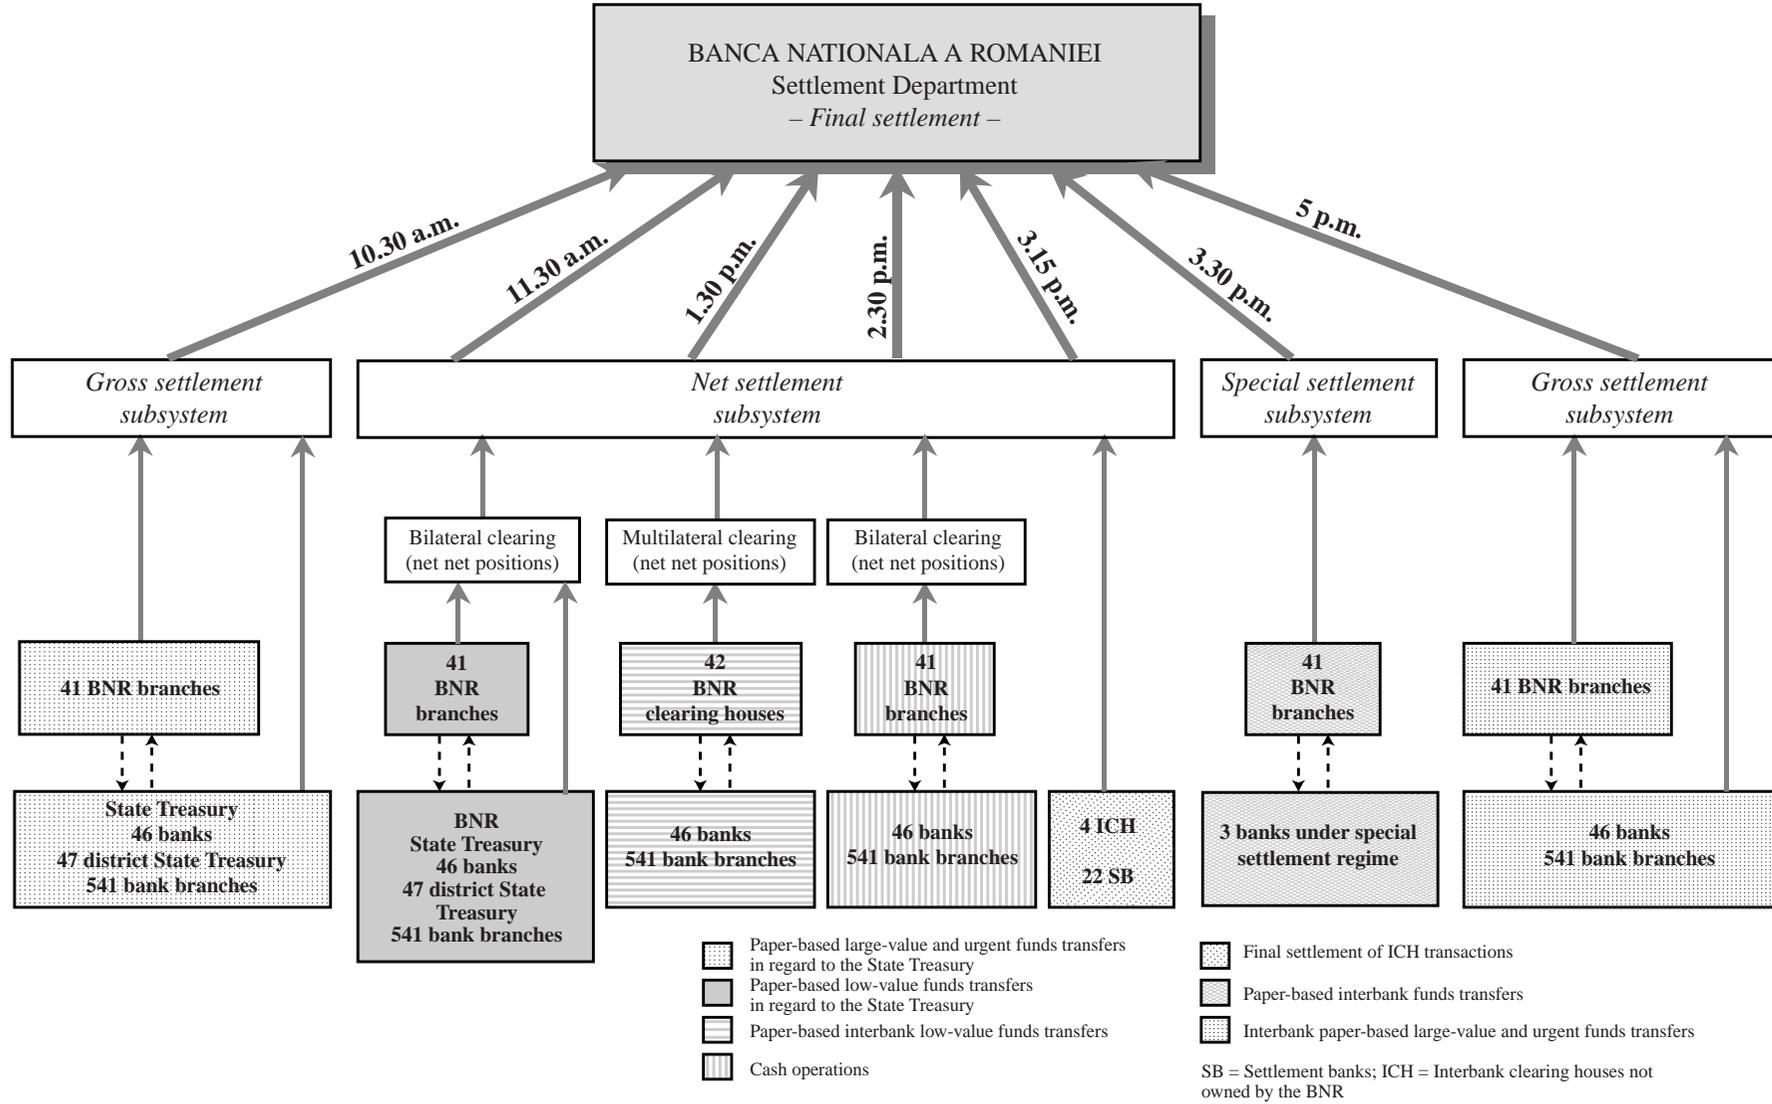 BANCA NATIONALA A ROMANIEI
Settlement Department
– Final settlement –
10.30 a.m.
11.30 a.m.
1.30 p.m.
2.30 p.m.
3.15 p.m.
3.30 p.m.
5 p.m.
Gross settlement
subsystem
Net settlement
subsystem
Special settlement
subsystem
Gross settlement
subsystem
Bilateral clearing
(net net positions)
Multilateral clearing
(net net positions)
Bilateral clearing
(net net positions)
41 BNR branches
41
BNR
branches
42
BNR
clearing houses
41
BNR
branches
41
BNR
branches
41 BNR branches
State Treasury
46 banks
47 district State Treasury
541 bank branches
BNR
State Treasury
46 banks
47 district State
Treasury
541 bank branches
46 banks
541 bank branches
46 banks
541 bank branches
4 ICH
22 SB
3 banks under special
settlement regime
46 banks
541 bank branches
Paper-based large-value and urgent funds transfers
in regard to the State Treasury
Paper-based low-value funds transfers
in regard to the State Treasury
Paper-based interbank low-value funds transfers
Cash operations
Final settlement of ICH transactions
Paper-based interbank funds transfers
Interbank paper-based large-value and urgent funds transfers
SB = Settlement banks; ICH = Interbank clearing houses not
owned by the BNR